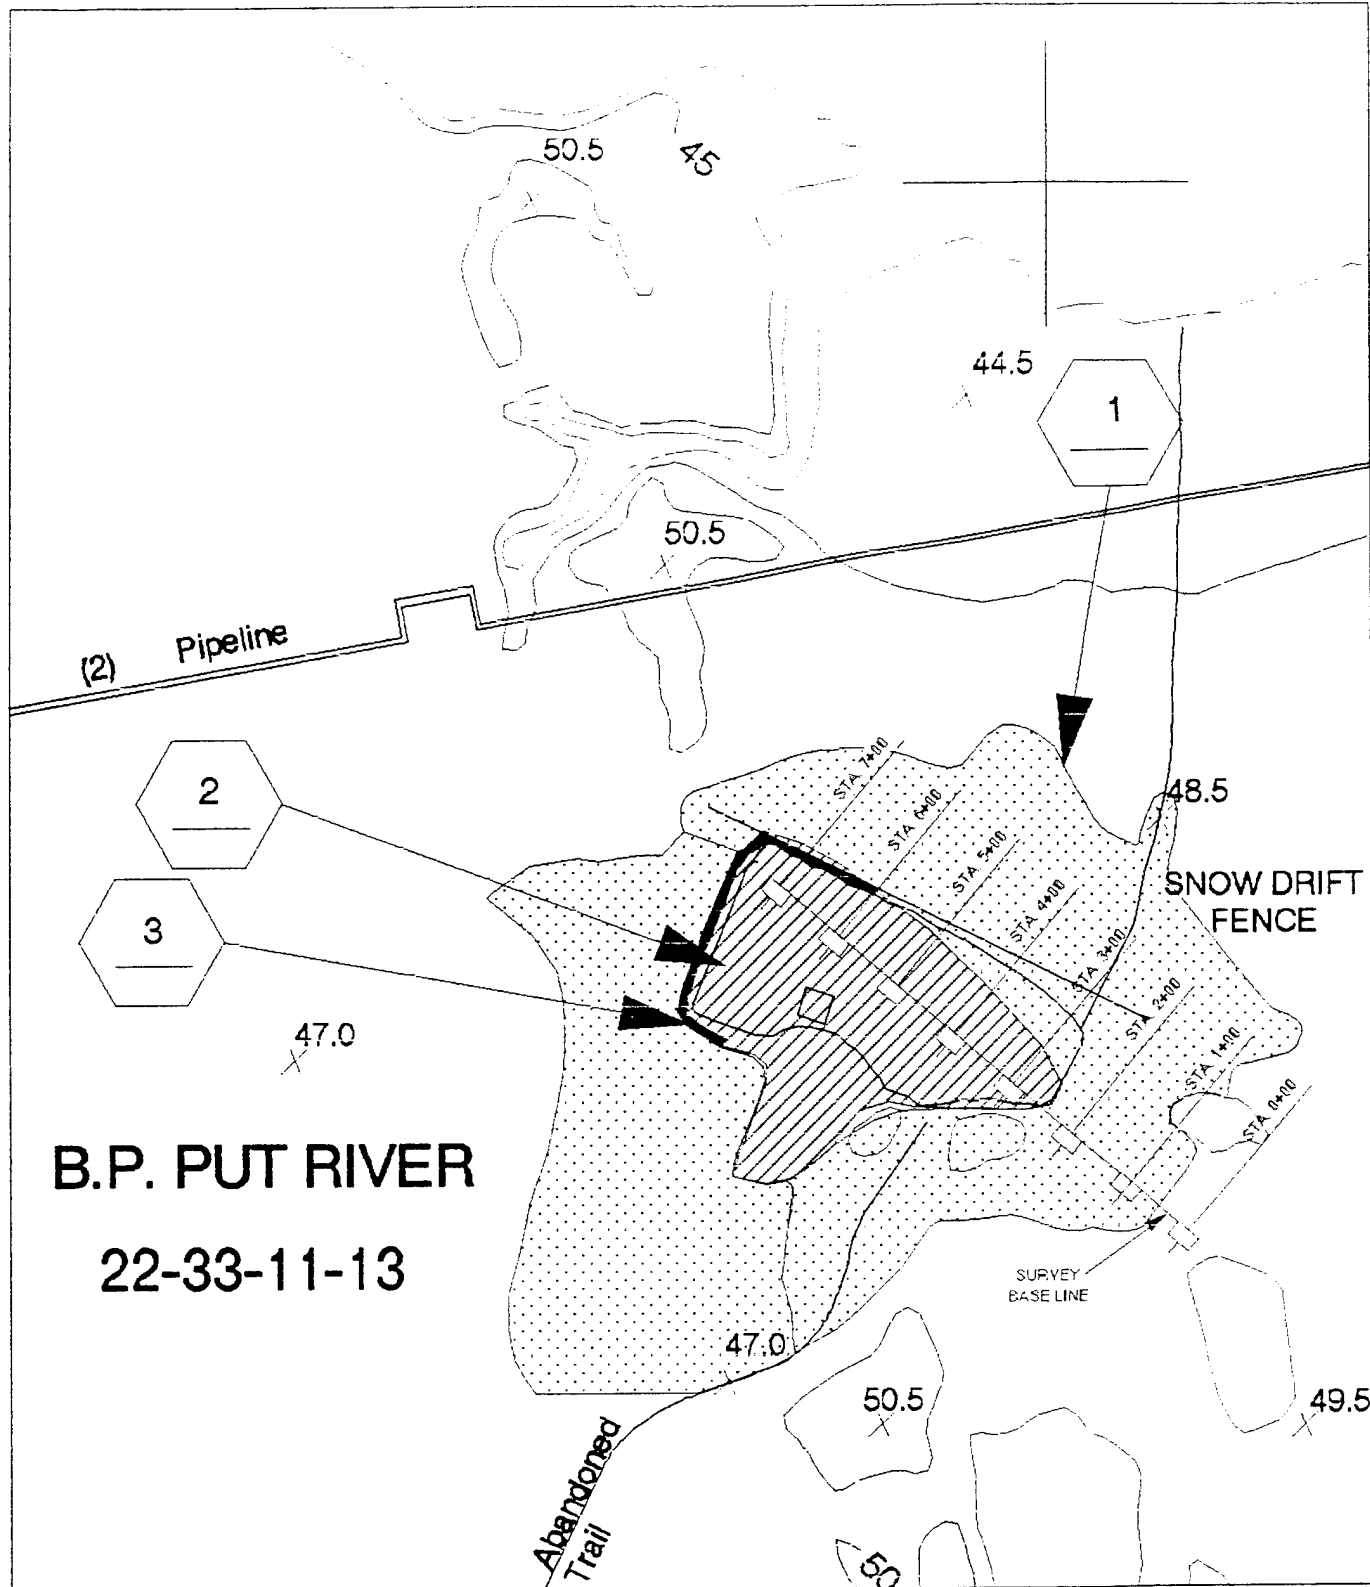 50.5
45
44.5
1
50.5
(2) Pipeline
2
STA 7+00
48.5
STA 6+00
STA 5+00
SNOW DRIFT
FENCE
STA 4+00
3
STA 3+00
47.0
STA 2+00
STA 1+00
STA 0+00
B.P. PUT RIVER
22-33-11-13
SURVEY
BASE LINE
47.0
50.5
49.5
Abandoned
Trail
50